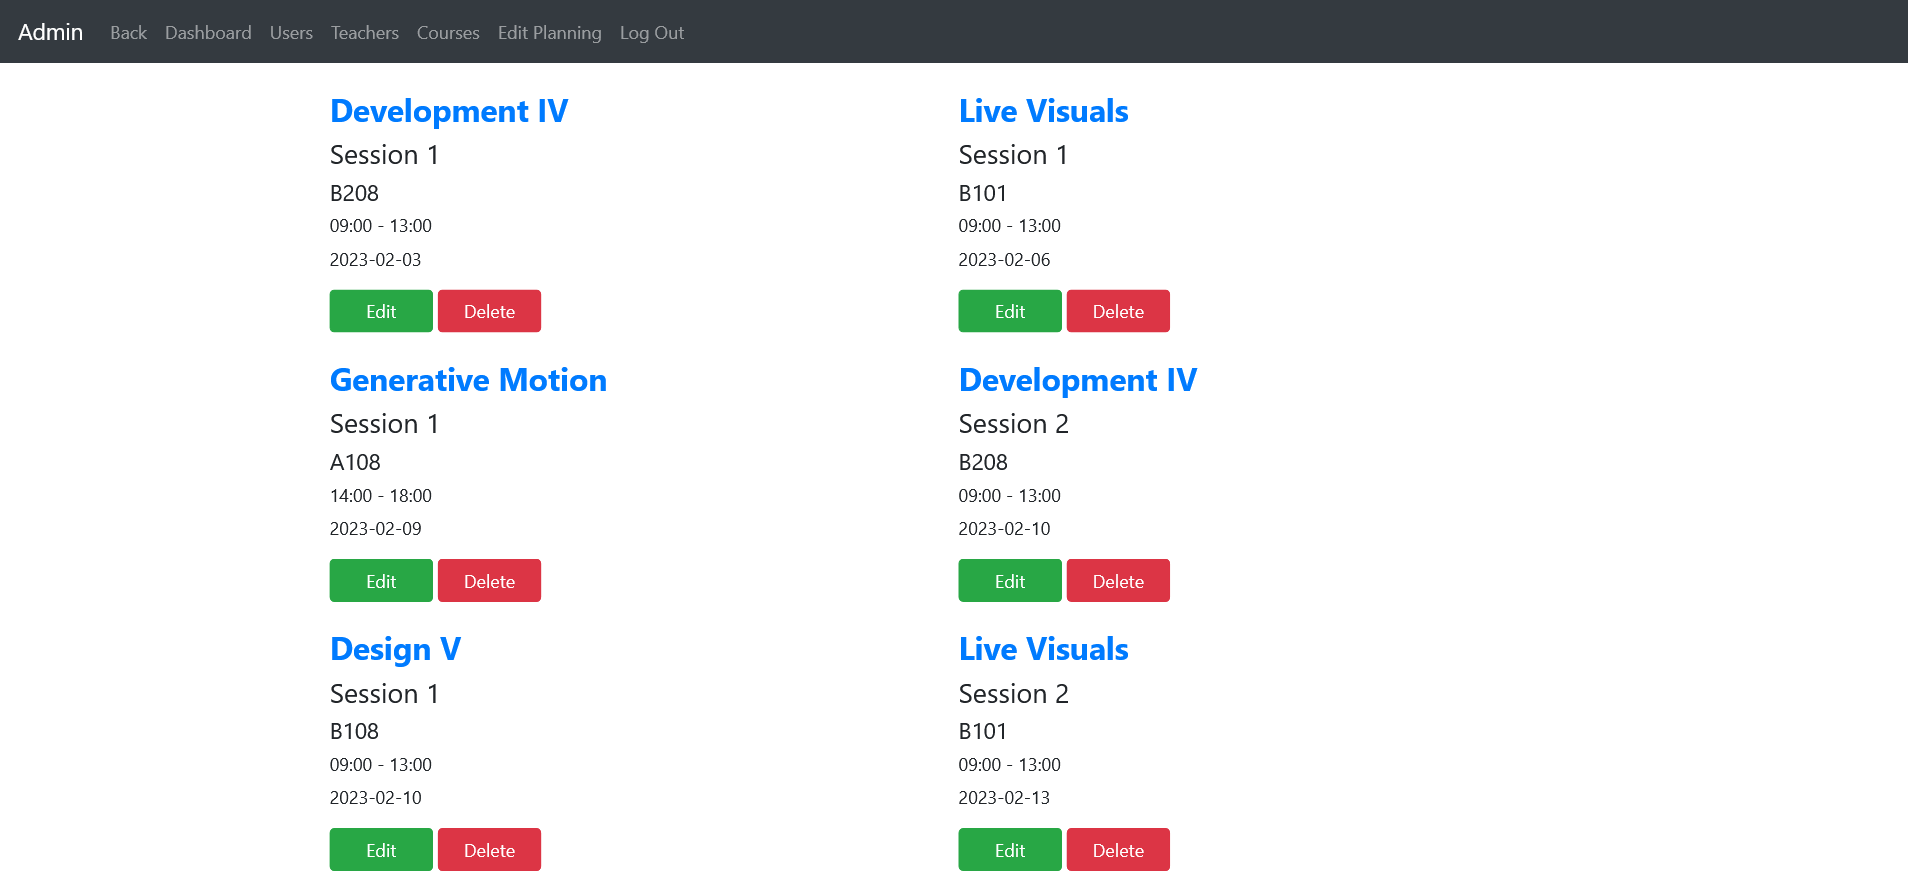 Admin Back Dashboard Users Teachers Courses Edit Planning Log Out
Development IV
Session 1
B208
09:00 - 13:00
2023-02-03
Edit Delete
Live Visuals
Session 1
B101
09:00 - 13:00
2023-02-06
Edit Delete
Generative Motion
Session 1
A108
14:00 - 18:00
2023-02-09
Edit Delete
Development IV
Session 2
B208
09:00 - 13:00
2023-02-10
Edit Delete
Design V
Session 1
B108
09:00 - 13:00
2023-02-10
Edit Delete
Live Visuals
Session 2
B101
09:00 - 13:00
2023-02-13
Edit Delete